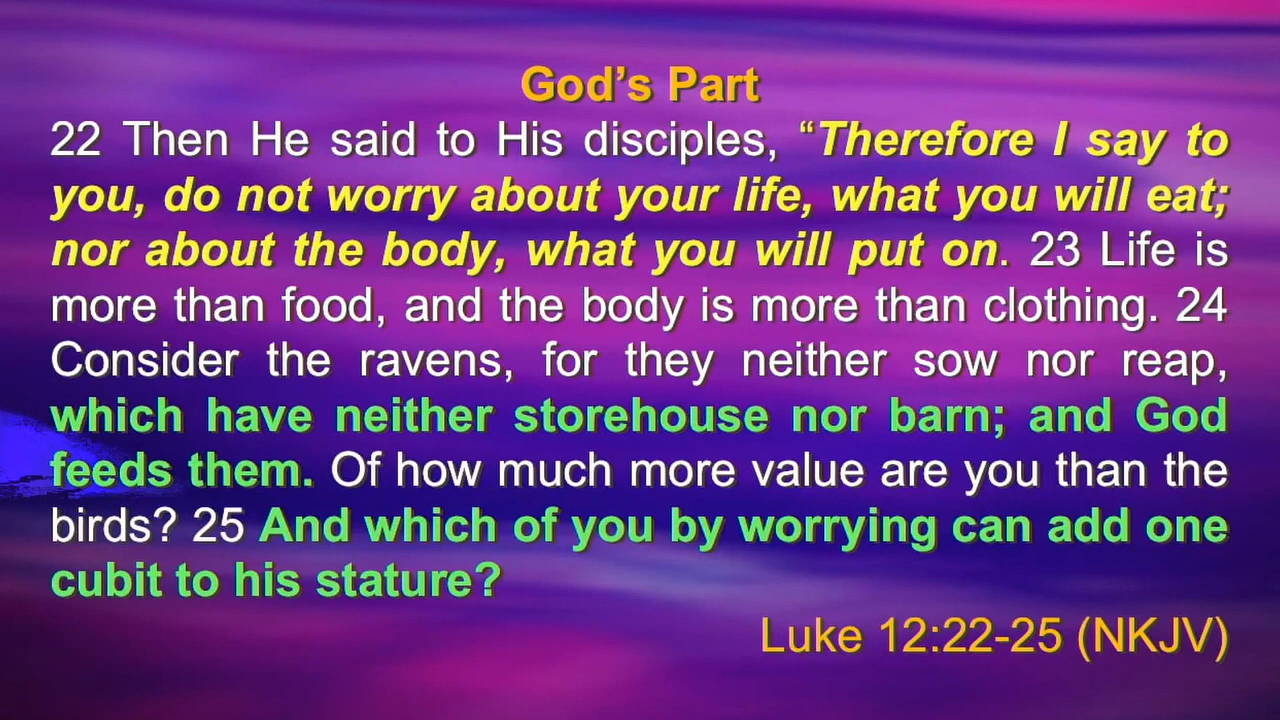 God’s Part
22 Then He said to His disciples, “Therefore I say to
you, do not worry about your life, what you will eat;
nor about the body, what you will put on. 23 Life is
more than food, and the body is more than clothing. 24
Consider the ravens, for they neither sow nor reap,
which have neither storehouse nor barn; and God
feeds them. Of how much more value are you than the
birds? 25 And which of you by worrying can add one
cubit to his stature?
Luke 12:22-25 (NKJV)